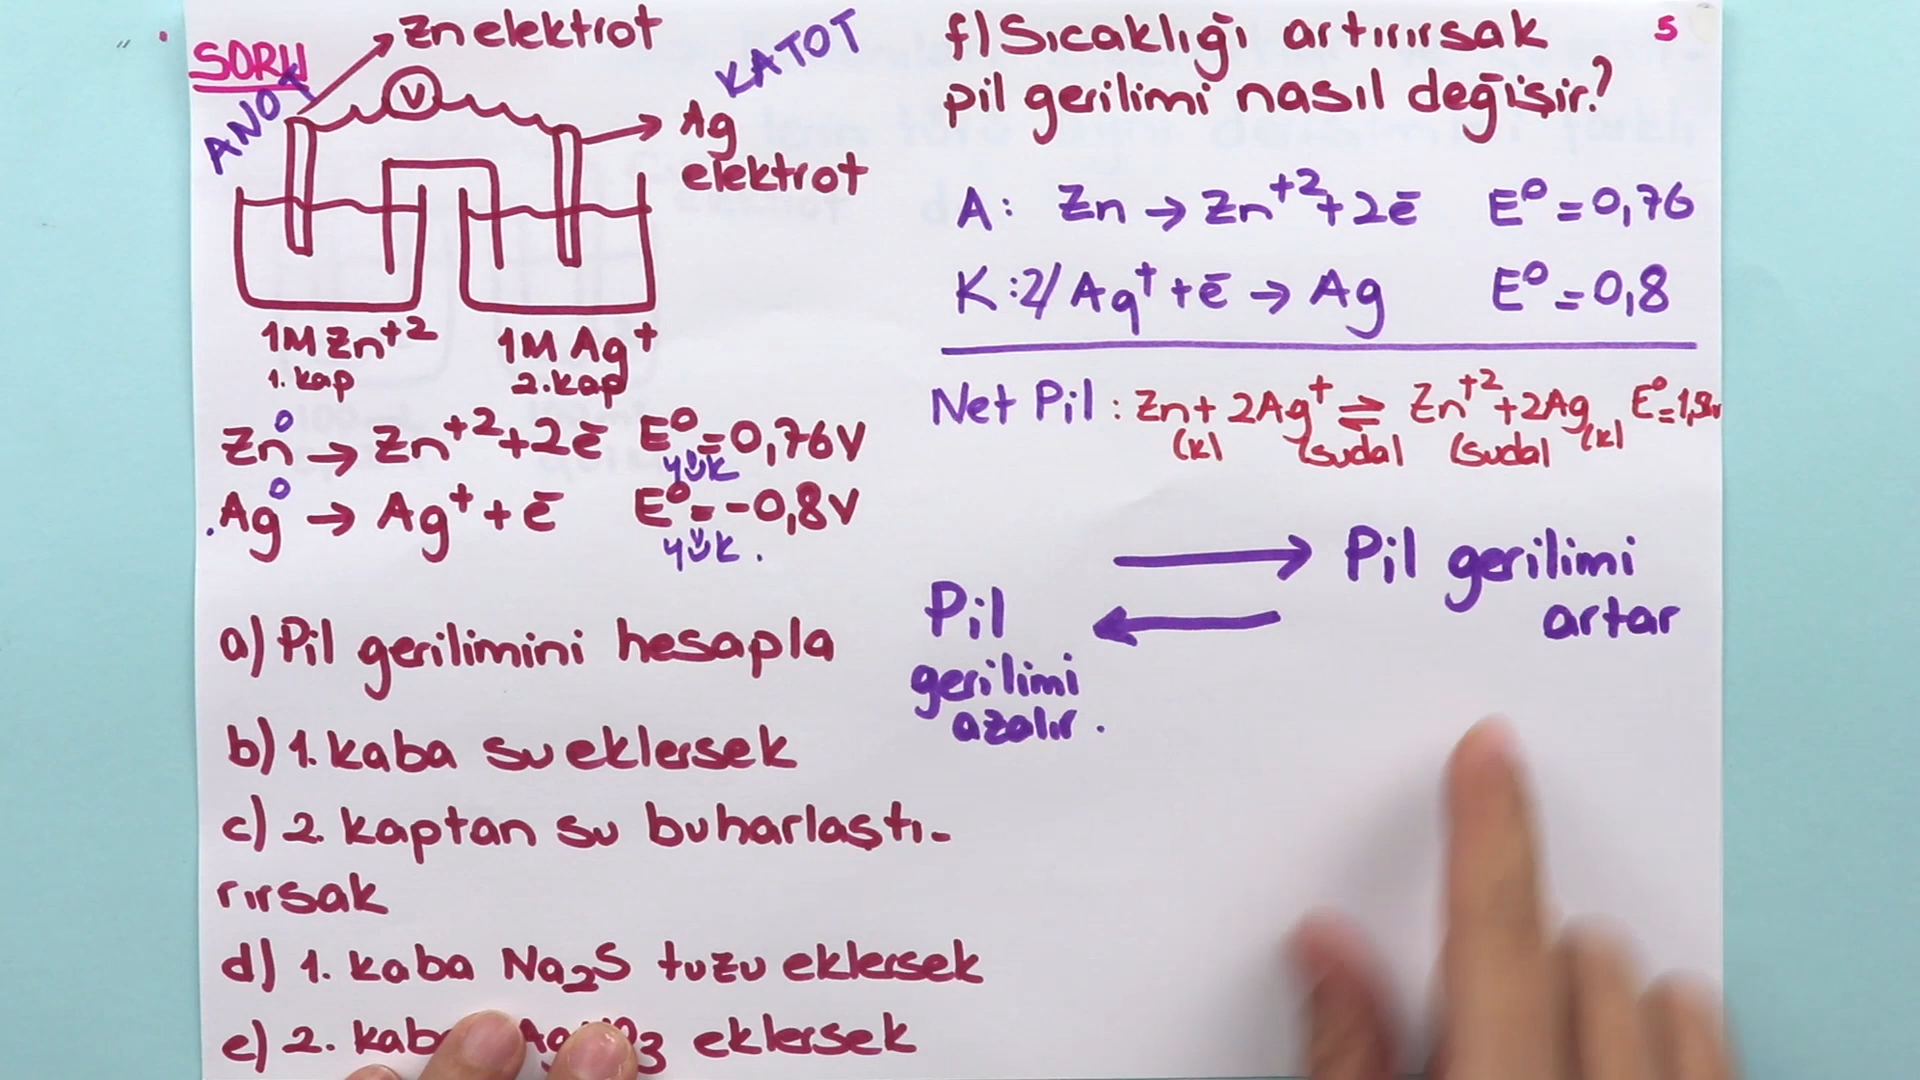 SORU
Zn elektrot
ANOT
V
KATOT
Ag
elektrot
1M Zn+2
1. kap
1M Ag+
2. kap
Zn0 → Zn+2 + 2ē E0 = 0,76V
yük
Ag0 → Ag+ + ē E0 = -0,8V
yük.
a) Pil gerilimini hesapla
b) 1. kaba su eklersek
c) 2. kaptan su buharlaştı-
rırsak
d) 1. kaba Na2S tuzu eklersek
e) 2. kaba eklersek
5
f) Sıcaklığı artırırsak
pil gerilimi nasıl değişir?
A: Zn → Zn+2 + 2ē E0 = 0,76
K: 2/ Ag+ + ē → Ag E0 = 0,8
Net Pil: Zn + 2Ag+ ⇌ Zn+2 + 2Ag
(k) (suda) (suda) (k)
→ Pil gerilimi
artar
Pil ←
gerilimi
azalır.